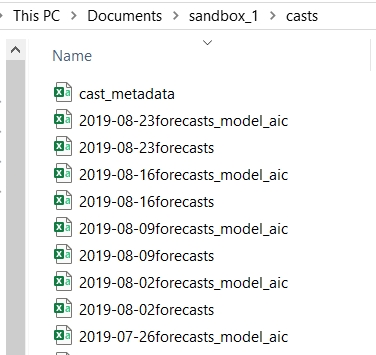 This PC > Documents > sandbox_1 > casts
Name
cast_metadata
2019-08-23forecasts_model_aic
2019-08-23forecasts
2019-08-16forecasts_model_aic
2019-08-16forecasts
2019-08-09forecasts_model_aic
2019-08-09forecasts
2019-08-02forecasts_model_aic
2019-08-02forecasts
2019-07-26forecasts_model_aic